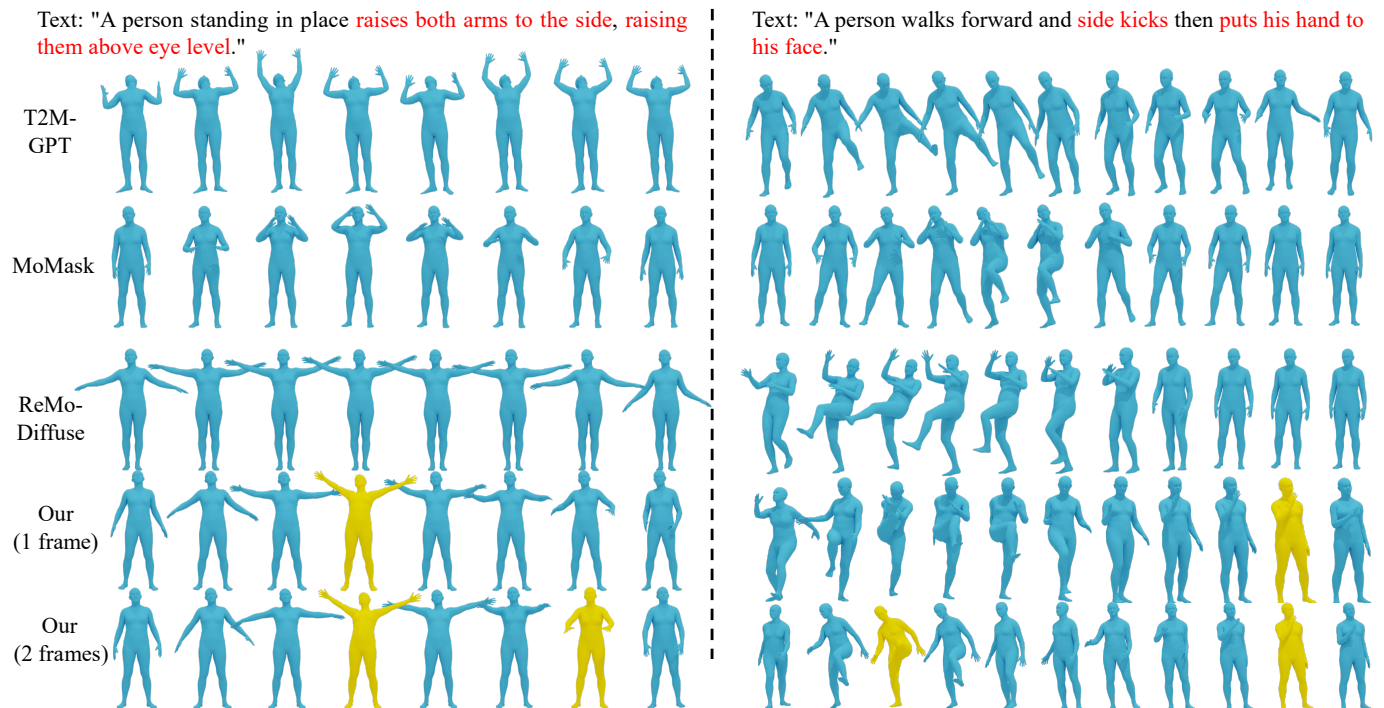 Text: "A person standing in place raises both arms to the side, raising
them above eye level."
T2M-
GPT
MoMask
ReMo-
Diffuse
Our
(1 frame)
Our
(2 frames)
Text: "A person walks forward and side kicks then puts his hand to
his face."